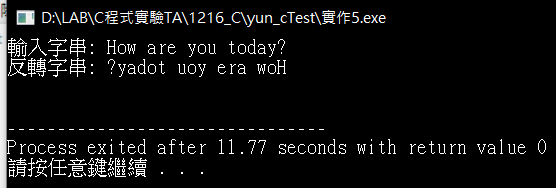 D:\LAB\C程式實驗TA\1216_C\yun_cTest\實作5.exe
輸入字串: How are you today?
反轉字串: ?yadot uoy era woH
--------------------------------
Process exited after 11.77 seconds with return value 0
請按任意鍵繼續 . . .